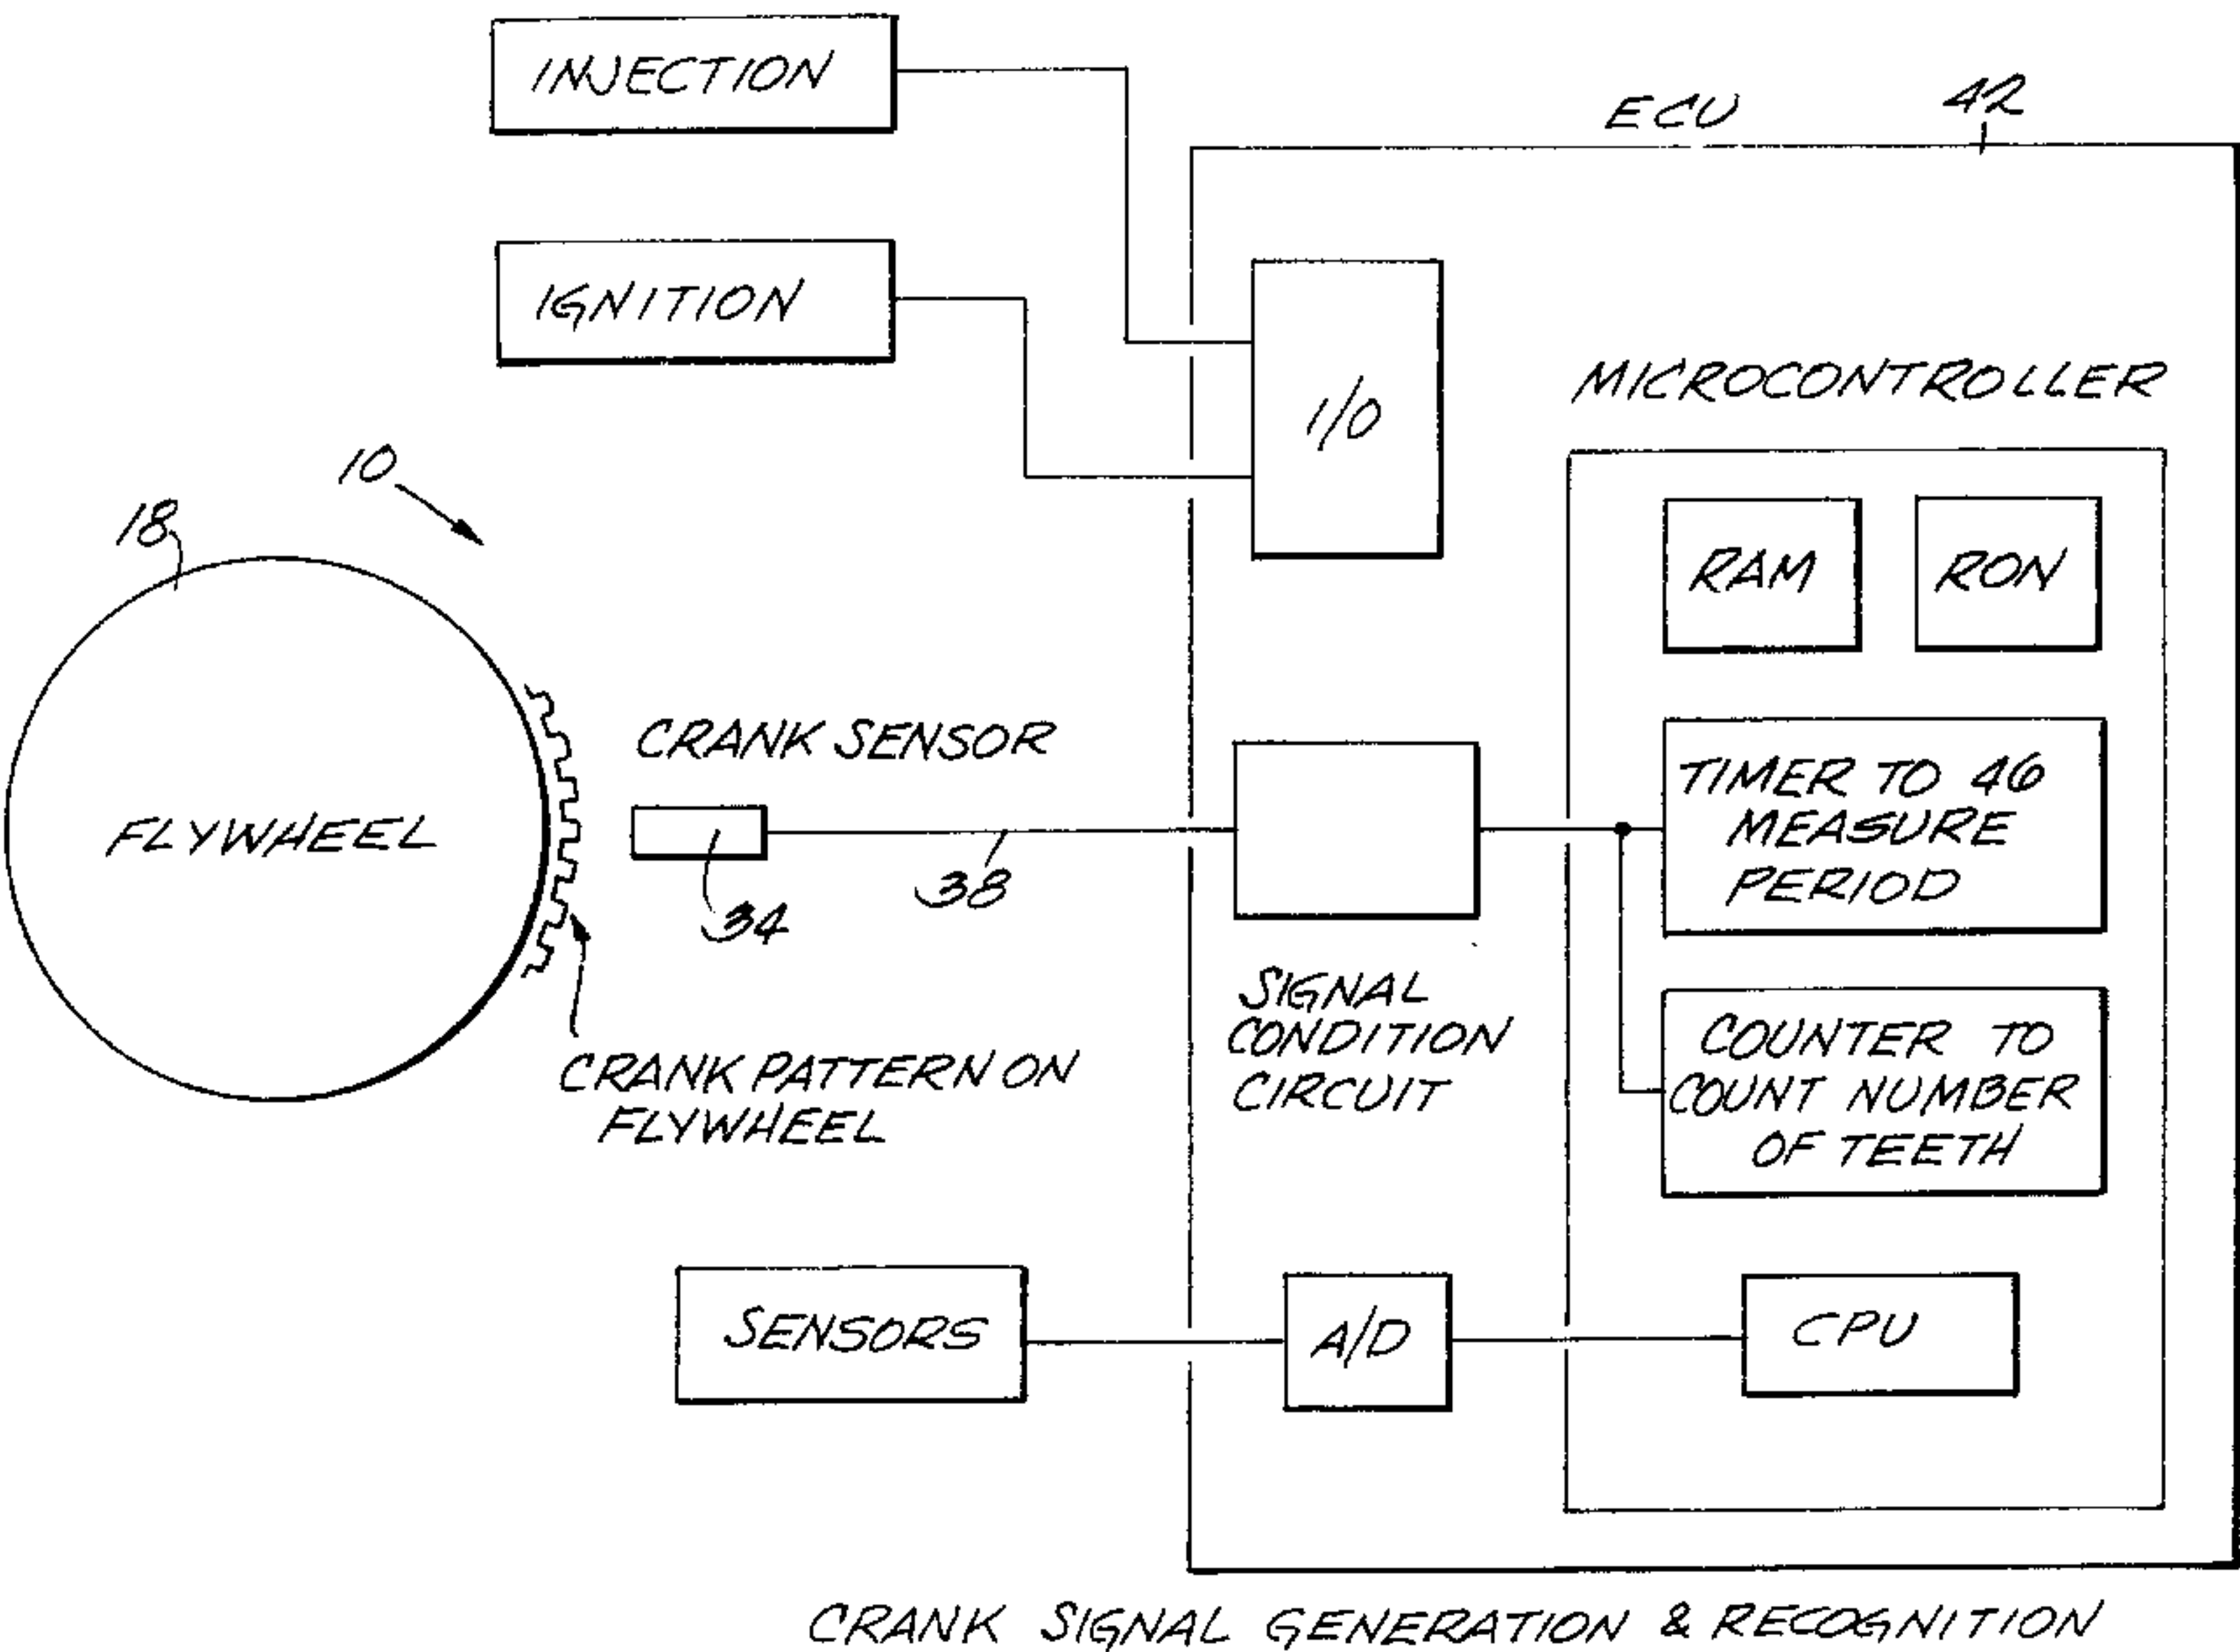 INJECTION
ECU
42
IGNITION
I/O
MICROCONTROLLER
10
18
RAM
RON
CRANK SENSOR
FLYWHEEL
34
38
TIMER TO 46
MEASURE
PERIOD
SIGNAL
CONDITION
CIRCUIT
COUNTER TO
COUNT NUMBER
OF TEETH
CRANK PATTERN ON
FLYWHEEL
SENSORS
A/D
CPU
CRANK SIGNAL GENERATION & RECOGNITION